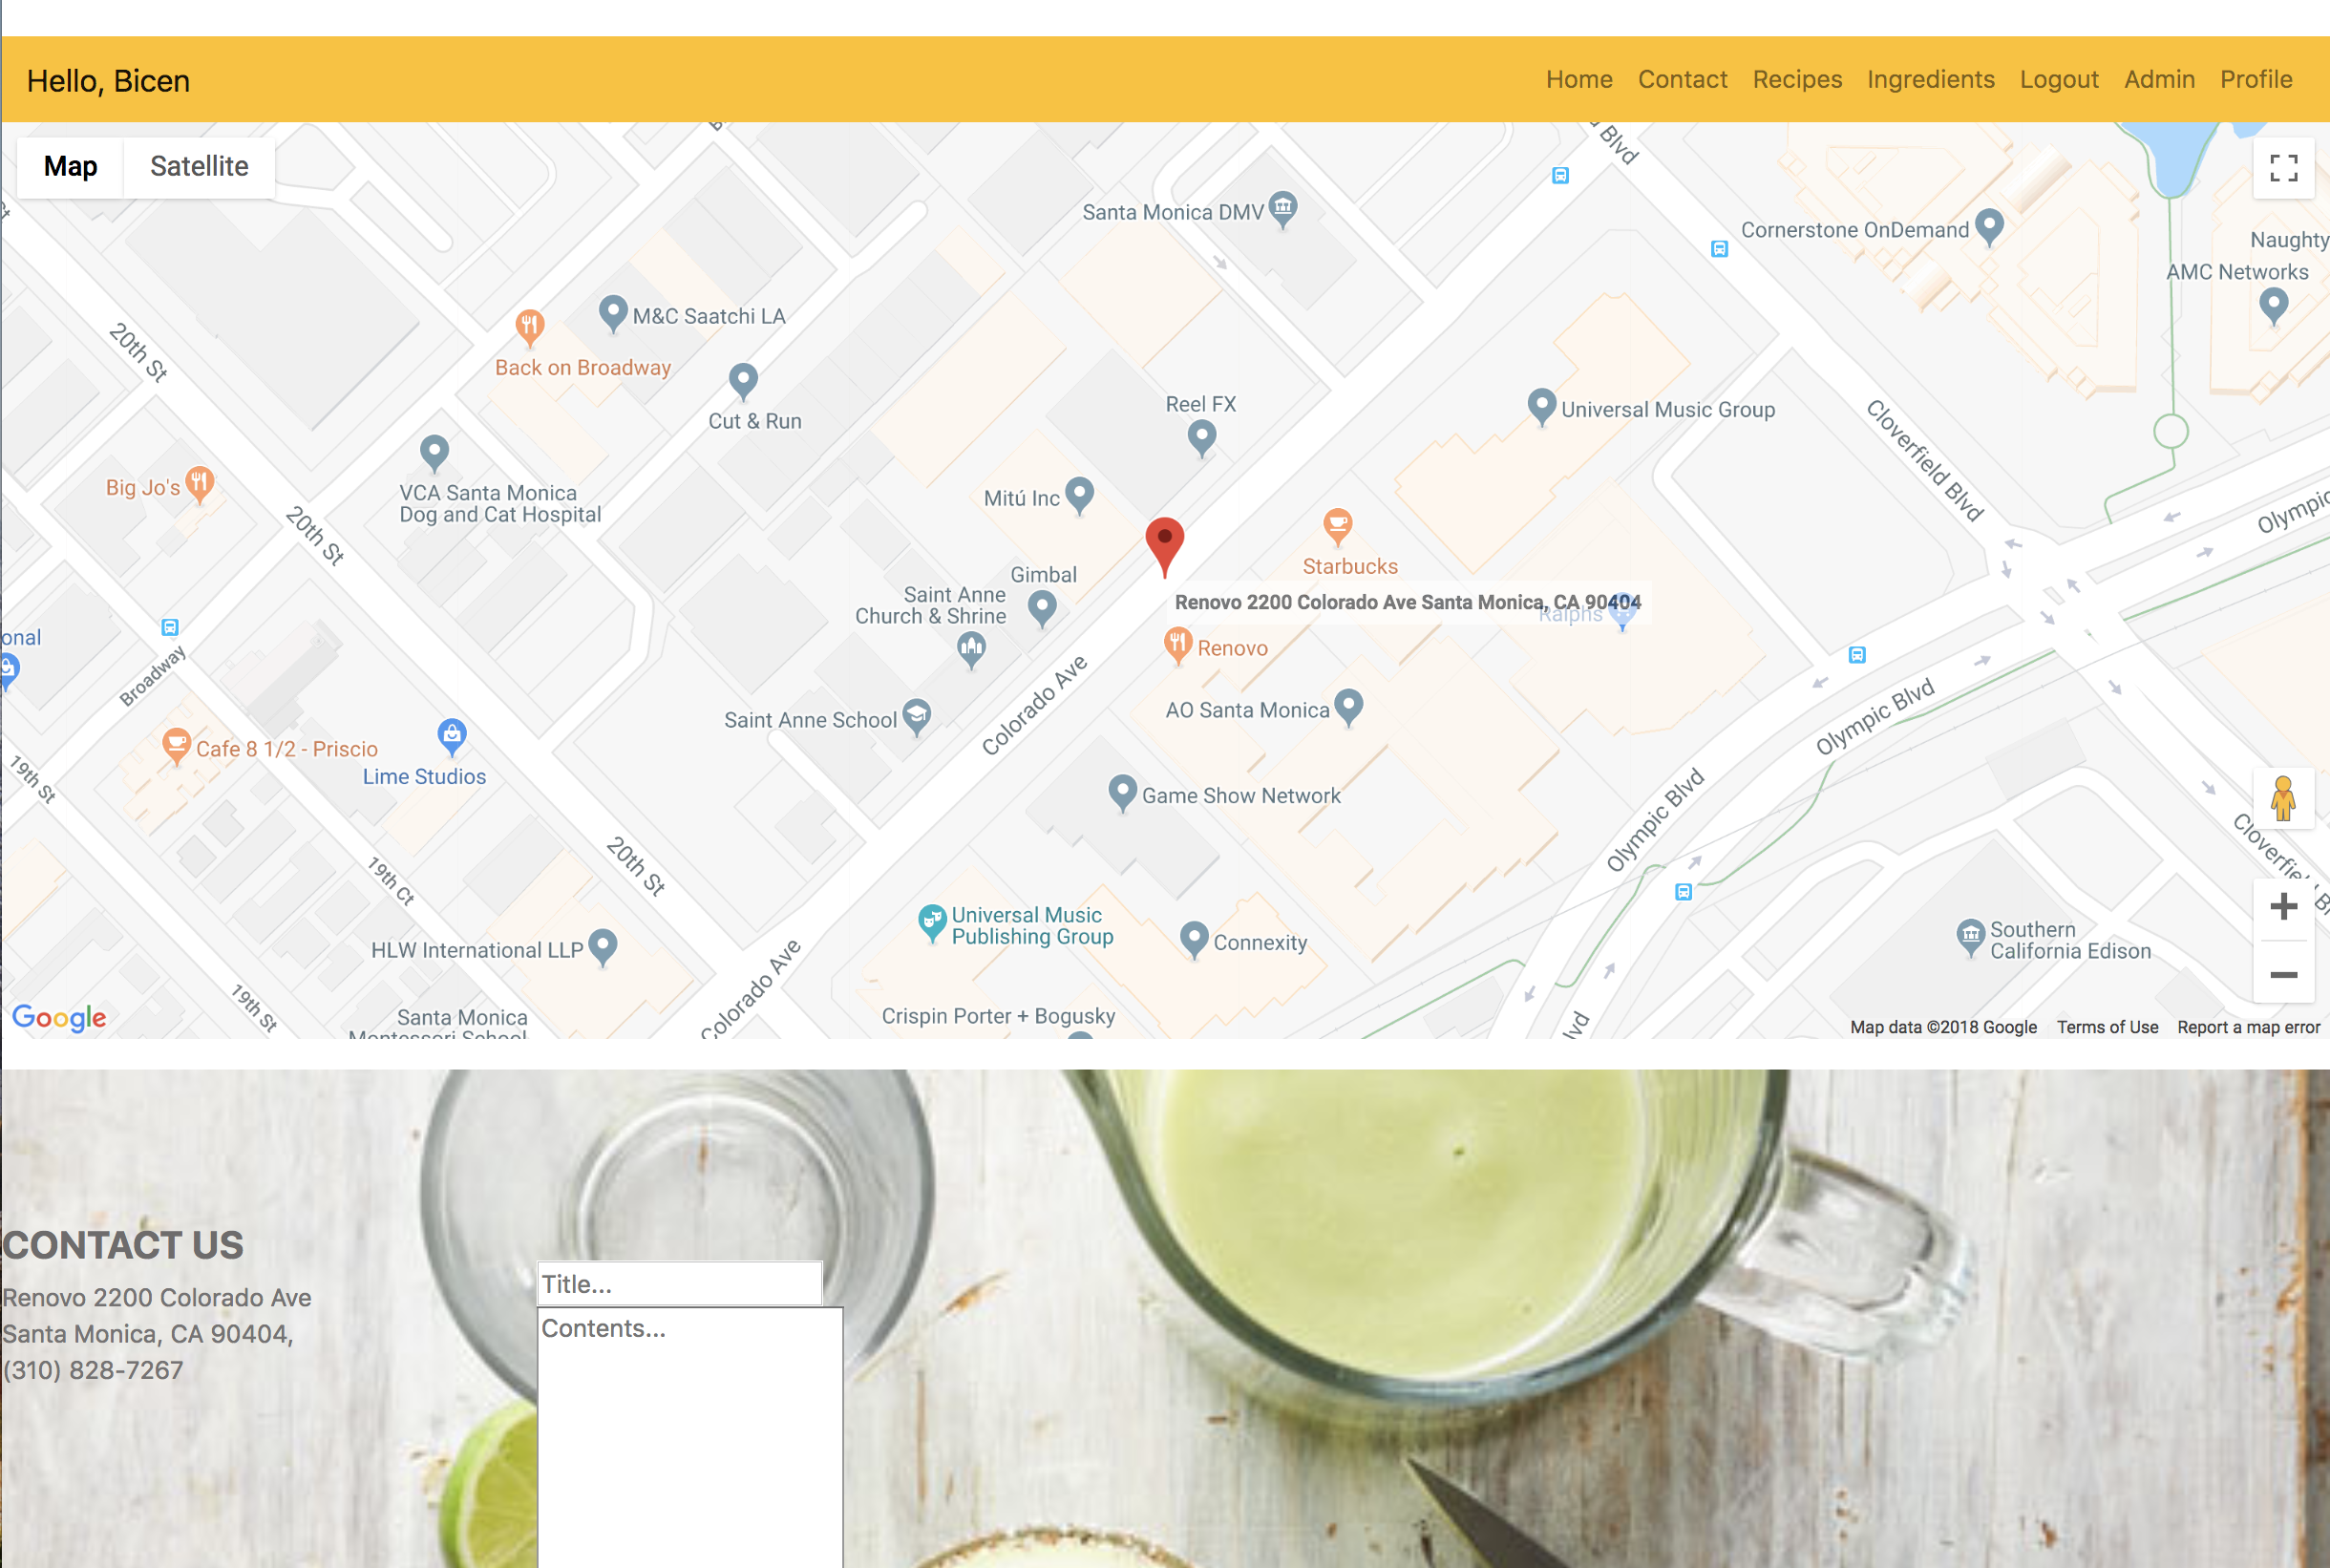 Hello, Bicen
Home Contact Recipes Ingredients Logout Admin Profile
Map Satellite
Blvd
Santa Monica DMV
Cornerstone OnDemand
Naughty
AMC Networks
M&C Saatchi LA
Back on Broadway
20th St
Cut & Run
Reel FX
Universal Music Group
Cloverfield Blvd
Big Jo's
VCA Santa Monica
Dog and Cat Hospital
20th St
Mitú Inc
Olympic
Starbucks
Gimbal
Saint Anne
Church & Shrine
Renovo 2200 Colorado Ave Santa Monica, CA 90404
Ralphs
onal
Renovo
Broadway
Colorado Ave
AO Santa Monica
Saint Anne School
Olympic Blvd
Cafe 8 1/2 - Priscio
Lime Studios
19th St
Game Show Network
Olympic Blvd
20th St
19th Ct
Cloverfield B
Universal Music
Publishing Group
Connexity
HLW International LLP
Southern
California Edison
Colorado Ave
19th St
Crispin Porter + Bogusky
Santa Monica
Montessori School
lvd
Google
Map data ©2018 Google Terms of Use Report a map error
CONTACT US
Renovo 2200 Colorado Ave
Santa Monica, CA 90404,
(310) 828-7267
Title...
Contents...